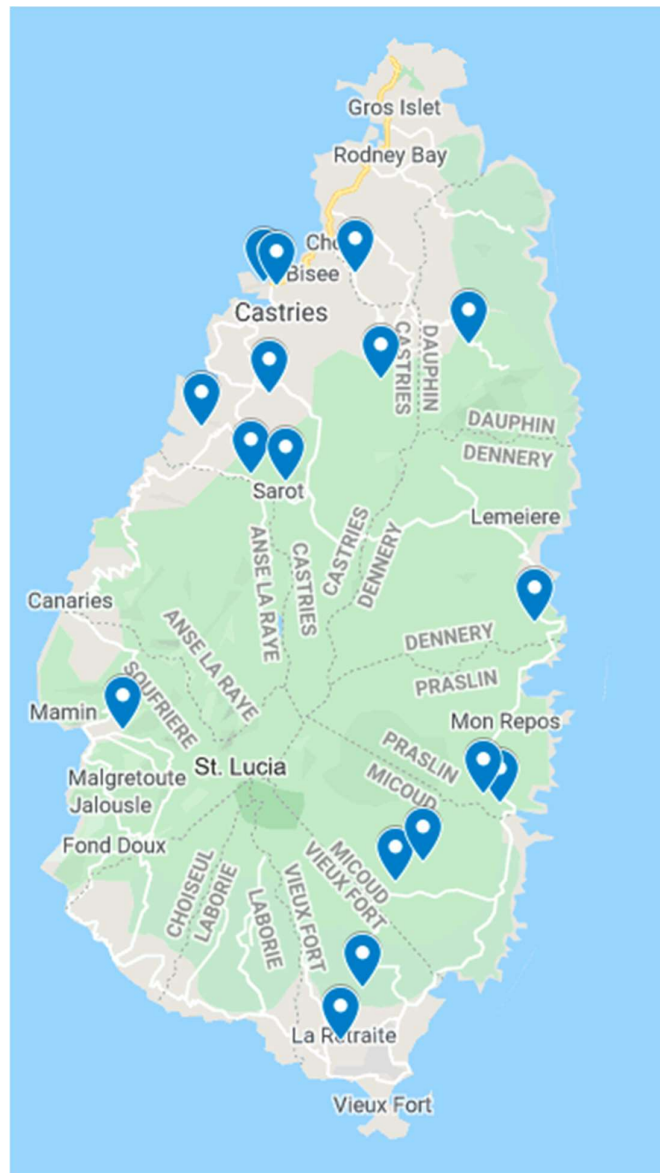 Gros Islet
Rodney Bay
Cho
Bisee
Castries
CASTRIES
DAUPHIN
DAUPHIN
DENNERY
Sarot
Lemeiere
CASTRIES
DENNERY
ANSE LA RAYE
CASTRIES
Canaries
ANSE LA RAYE
DENNERY
PRASLIN
SOUFRIERE
Mamin
Mon Repos
PRASLIN
MICOUD
St. Lucia
Malgretoute
Jalousie
Fond Doux
MICOUD
VIEUX FORT
CHOISEUL
LABORIE
LABORIE
VIEUX FORT
La Retraite
Vieux Fort